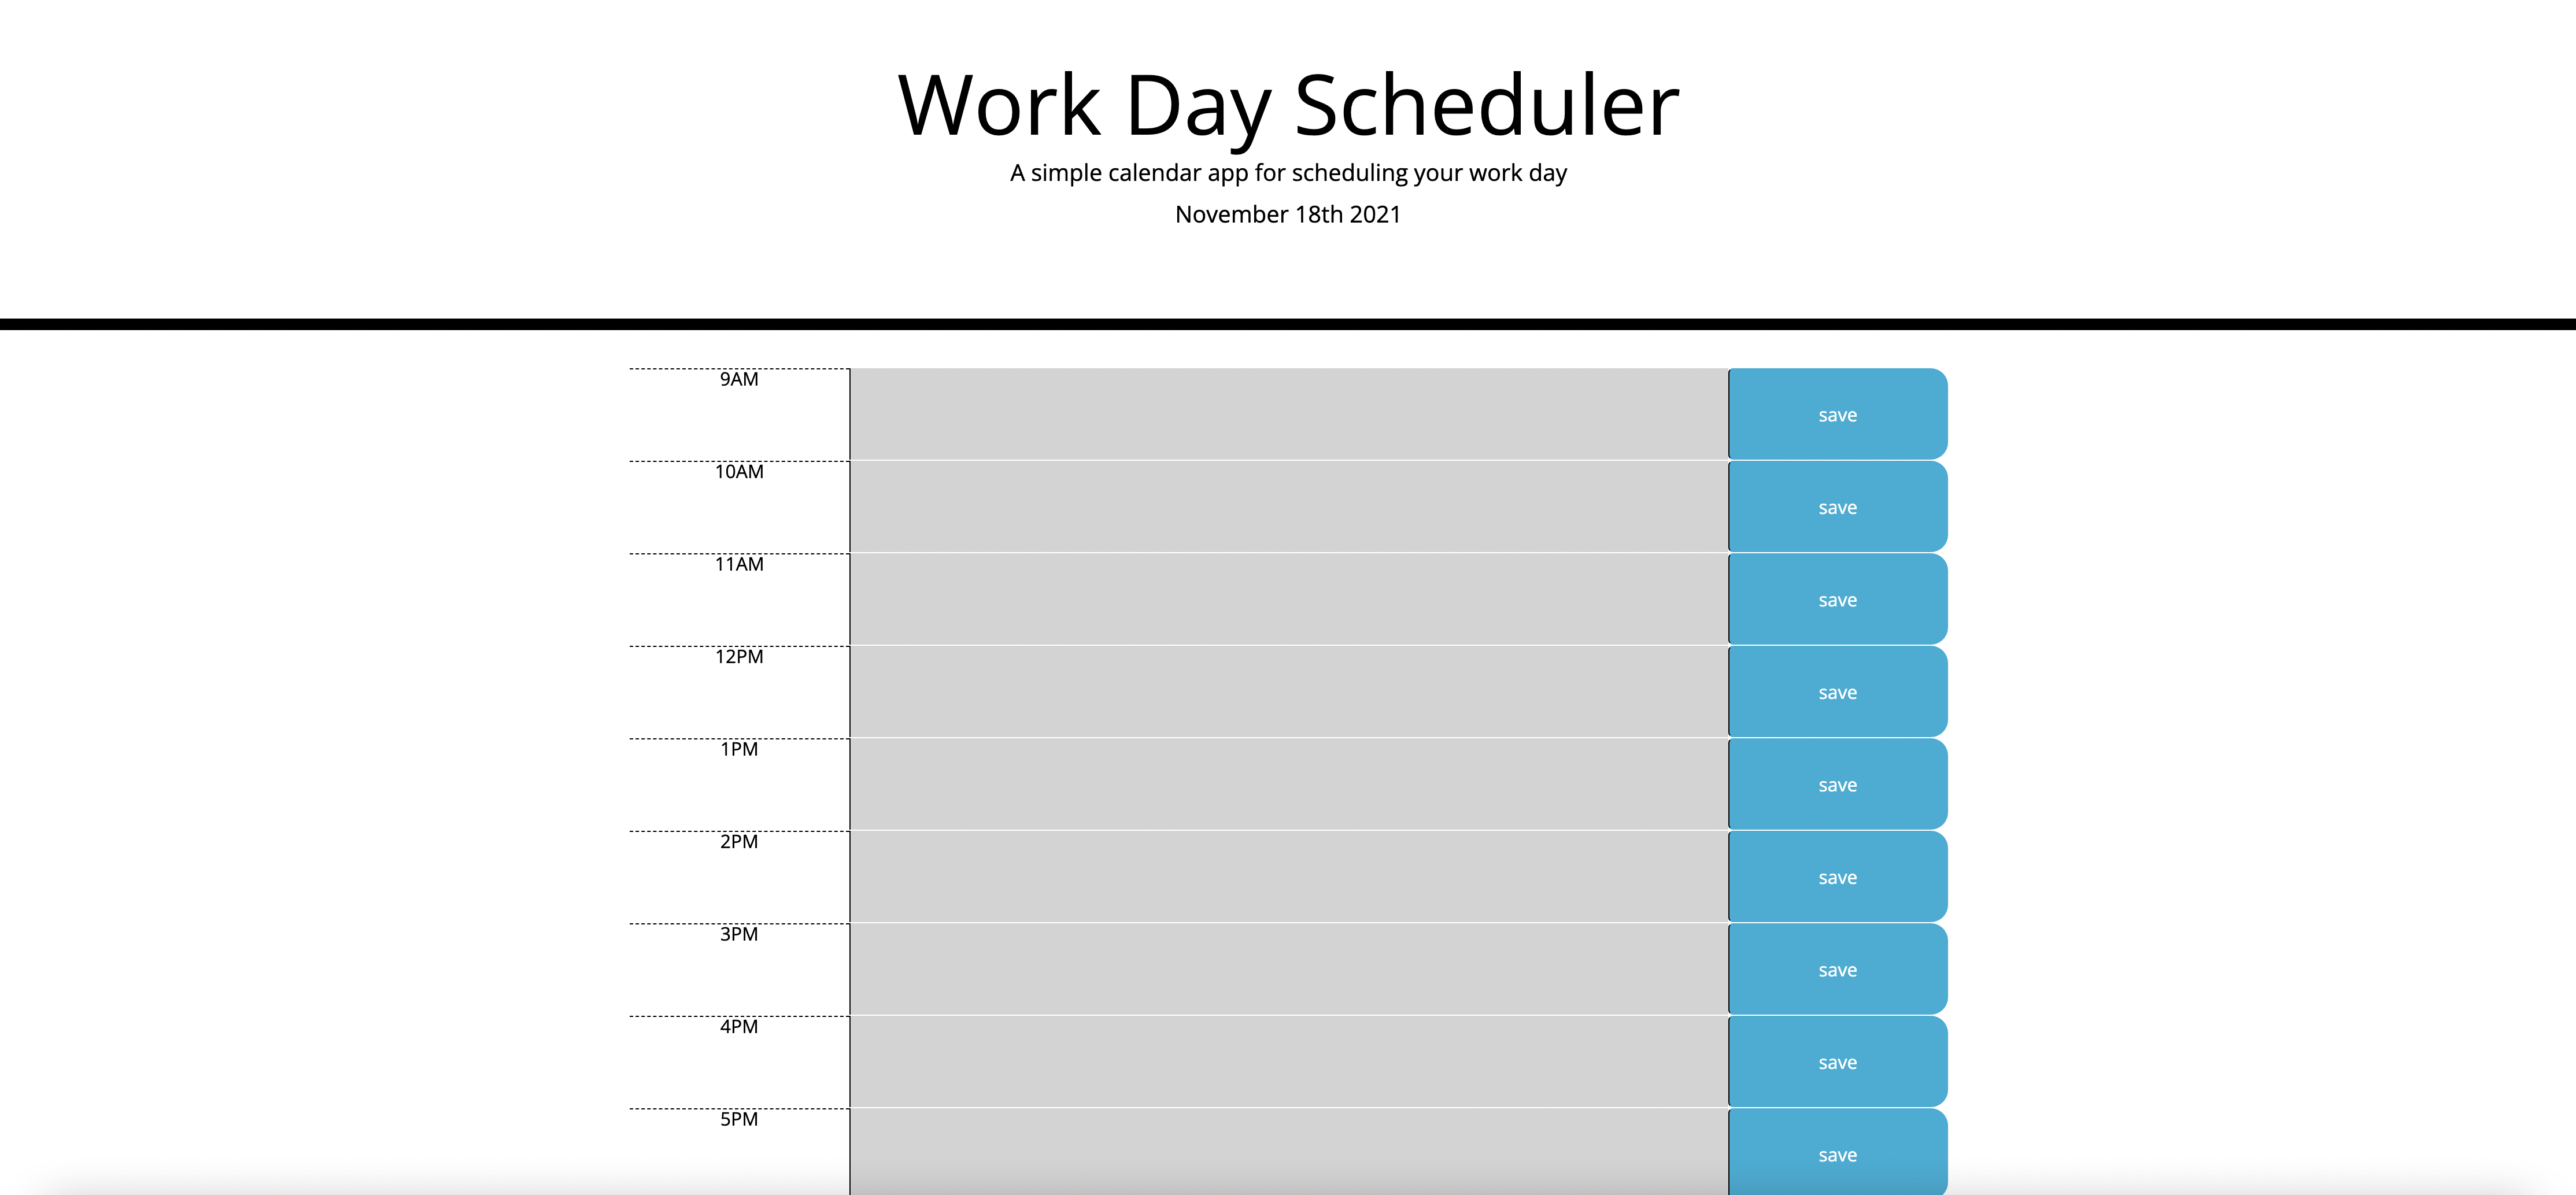 Work Day Scheduler
A simple calendar app for scheduling your work day
November 18th 2021
9AM
save
10AM
save
11AM
save
12PM
save
1PM
save
2PM
save
3PM
save
4PM
save
5PM
save